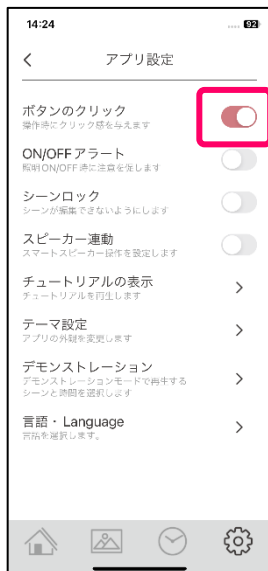 14:24
92
アプリ設定
ボタンのクリック
操作時にクリック感を与えます
ON/OFFアラート
照明ON/OFF時に注意を促します
シーンロック
シーンが編集できないようにします
スピーカー連動
スマートスピーカー操作を設定します
チュートリアルの表示
チュートリアルを再生します
テーマ設定
アプリの外観を変更します
デモンストレーション
デモンストレーションモードで再生する
シーンと時間を選択します
言語・Language
言語を選択します。